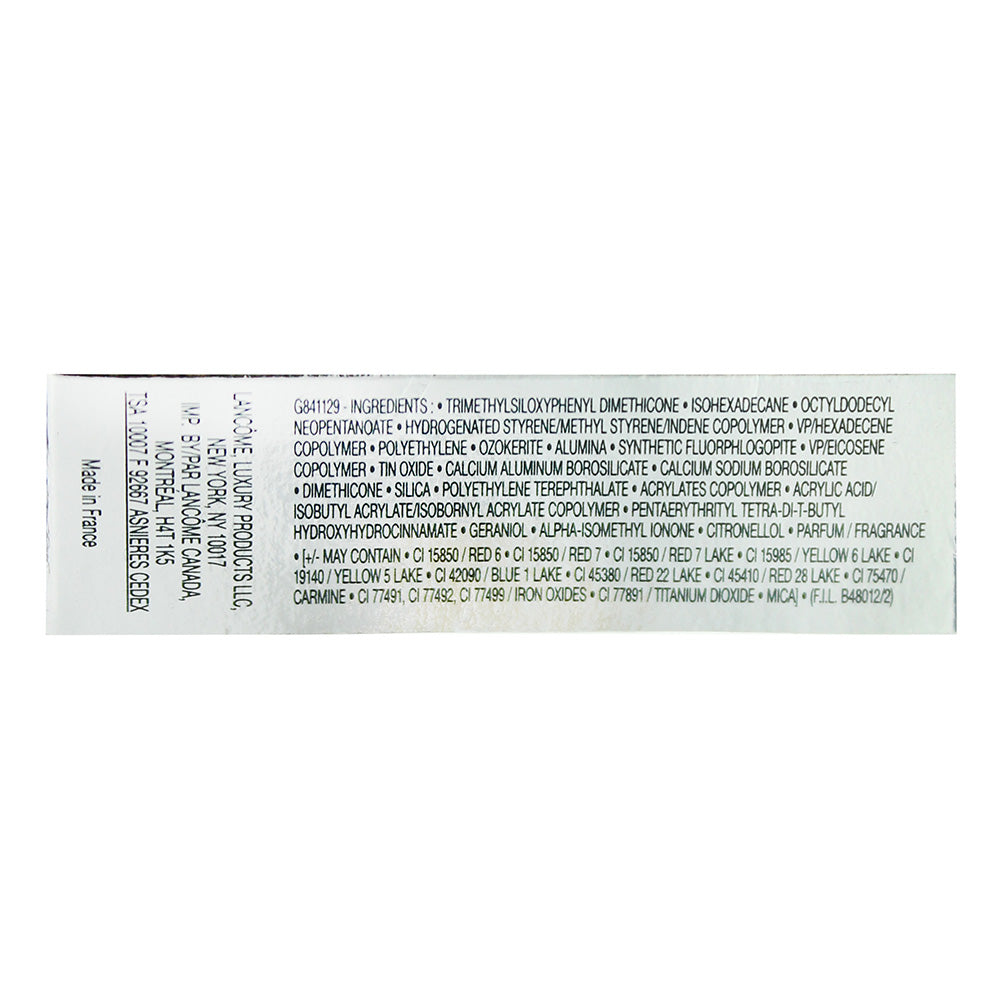 G841129 - INGREDIENTS : • TRIMETHYLSILOXYPHENYL DIMETHICONE • ISOHEXADECANE • OCTYLDODECYL
NEOPENTANOATE • HYDROGENATED STYRENE/METHYL STYRENE/INDENE COPOLYMER • VP/HEXADECENE
COPOLYMER • POLYETHYLENE • OZOKERITE • ALUMINA • SYNTHETIC FLUORPHLOGOPITE • VP/EICOSENE
COPOLYMER • TIN OXIDE • CALCIUM ALUMINUM BOROSILICATE • CALCIUM SODIUM BOROSILICATE
• DIMETHICONE • SILICA • POLYETHYLENE TEREPHTHALATE • ACRYLATES COPOLYMER • ACRYLIC ACID/
ISOBUTYL ACRYLATE/ISOBORNYL ACRYLATE COPOLYMER • PENTAERYTHRITYL TETRA-DI-T-BUTYL
HYDROXYHYDROCINNAMATE • GERANIOL • ALPHA-ISOMETHYL IONONE • CITRONELLOL • PARFUM / FRAGRANCE
• [+/- MAY CONTAIN • CI 15850 / RED 6 • CI 15850 / RED 7 • CI 15850 / RED 7 LAKE • CI 15985 / YELLOW 6 LAKE • CI
19140 / YELLOW 5 LAKE • CI 42090 / BLUE 1 LAKE • CI 45380 / RED 22 LAKE • CI 45410 / RED 28 LAKE • CI 75470 /
CARMINE • CI 77491, CI 77492, CI 77499 / IRON OXIDES • CI 77891 / TITANIUM DIOXIDE • MICA] • (F.I.L. B48012/2)
LANCÔME, LUXURY PRODUCTS LLC,
NEW YORK, NY 10017
IMP. BY/PAR LANCÔME CANADA,
MONTRÉAL, H4T 1K5
TSA 10007 F 92667 ASNIERES CEDEX
Made in France